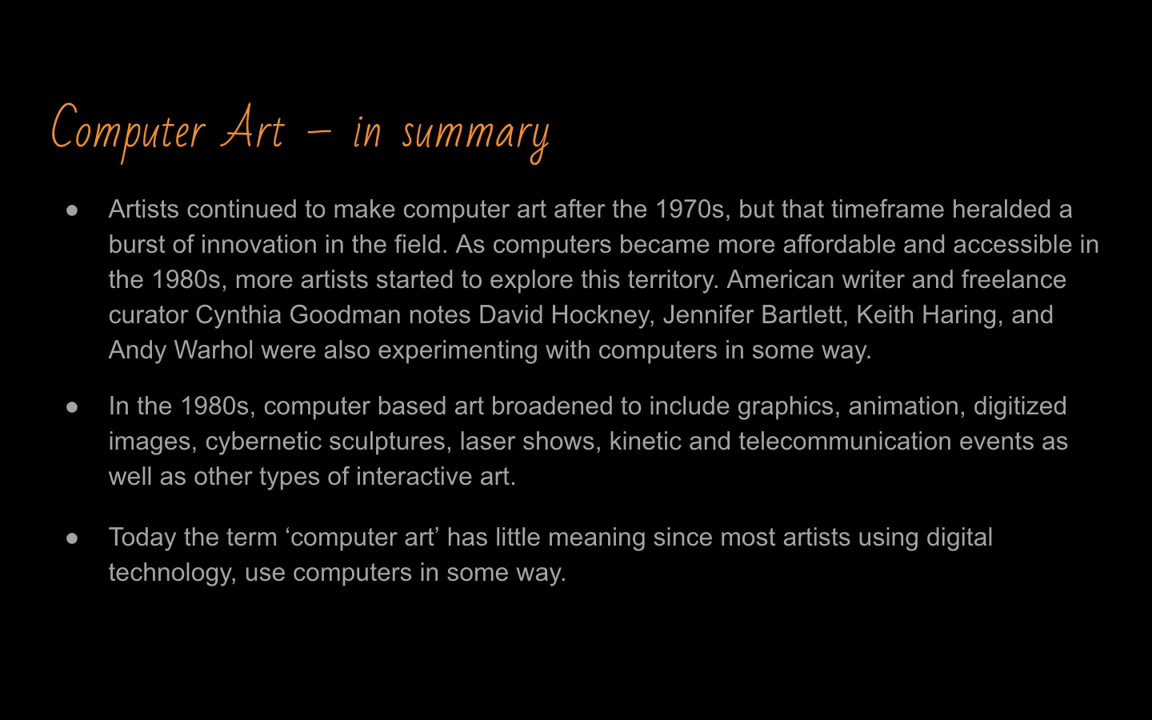 Computer Art – in summary
● Artists continued to make computer art after the 1970s, but that timeframe heralded a
burst of innovation in the field. As computers became more affordable and accessible in
the 1980s, more artists started to explore this territory. American writer and freelance
curator Cynthia Goodman notes David Hockney, Jennifer Bartlett, Keith Haring, and
Andy Warhol were also experimenting with computers in some way.
● In the 1980s, computer based art broadened to include graphics, animation, digitized
images, cybernetic sculptures, laser shows, kinetic and telecommunication events as
well as other types of interactive art.
● Today the term ‘computer art’ has little meaning since most artists using digital
technology, use computers in some way.